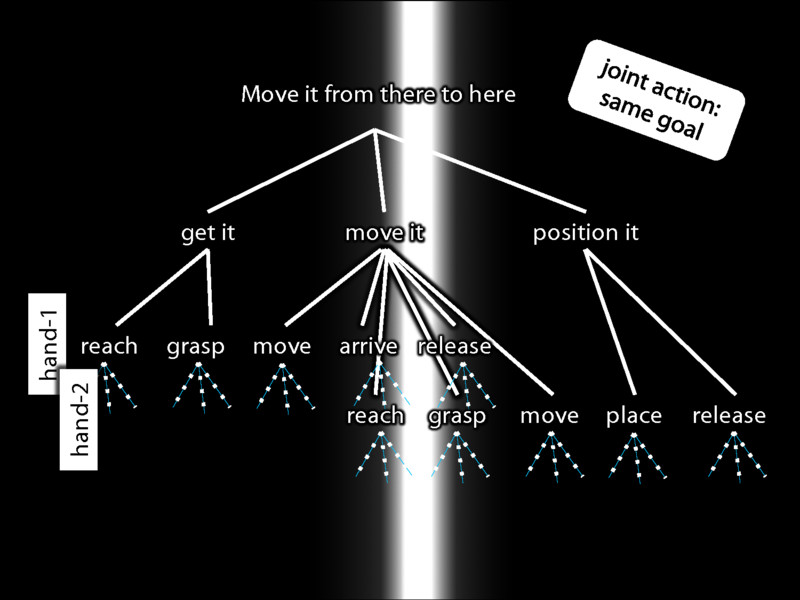 Move it from there to here
joint action:
same goal
get it
move it
position it
hand-1
reach
grasp
move
arrive
release
hand-2
reach
grasp
move
place
release